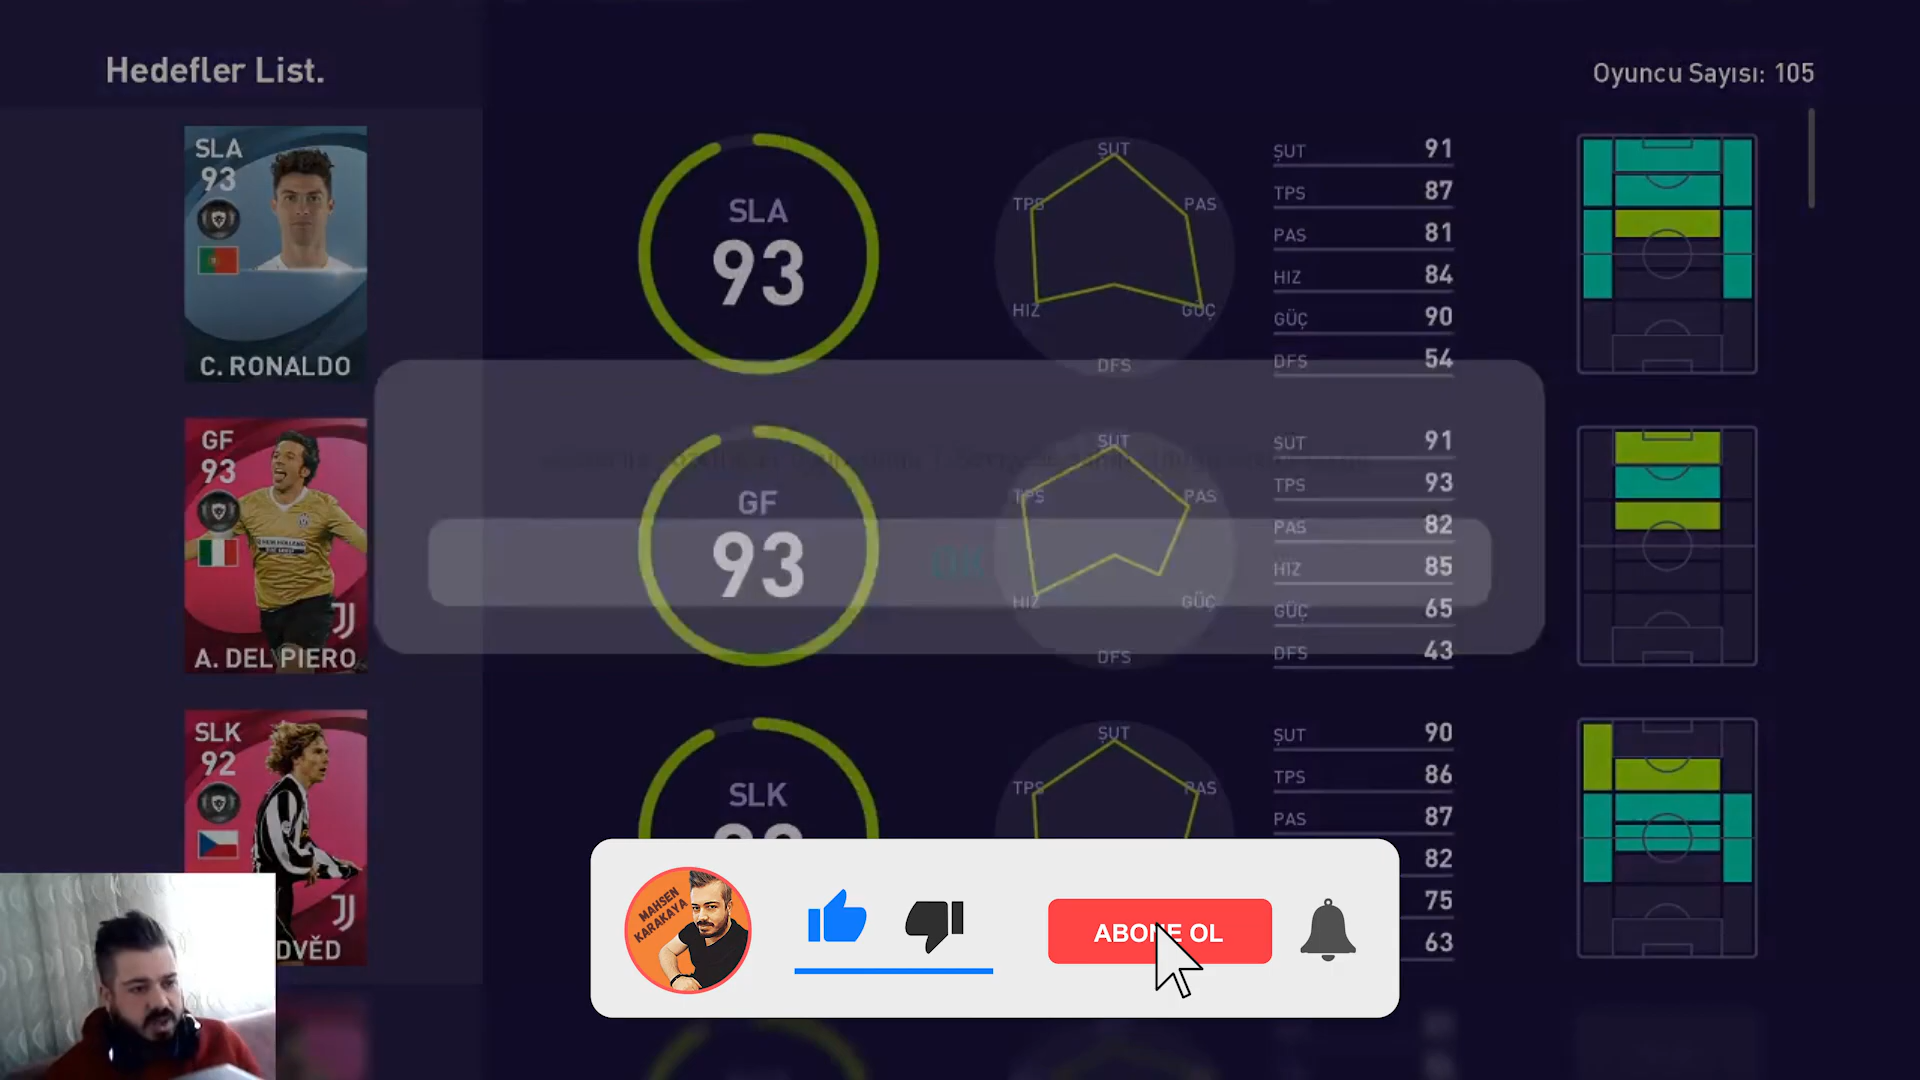 Hedefler List.
Oyuncu Sayısı: 105
SLA
93
C. RONALDO
SLA
93
ŞUT
TPS
PAS
HIZ
GÜÇ
DFS
ŞUT 91
TPS 87
PAS 81
HIZ 84
GÜÇ 90
DFS 54
GF
93
A. DEL PIERO
GF
93
ŞUT
TPS
PAS
HIZ
GÜÇ
DFS
ŞUT 91
TPS 93
PAS 82
HIZ 85
GÜÇ 65
DFS 43
SLK
92
DVĚD
SLK
ŞUT
TPS
PAS
ŞUT 90
TPS 86
PAS 87
82
75
63
MAHSEN
KARAKAYA
ABONE OL